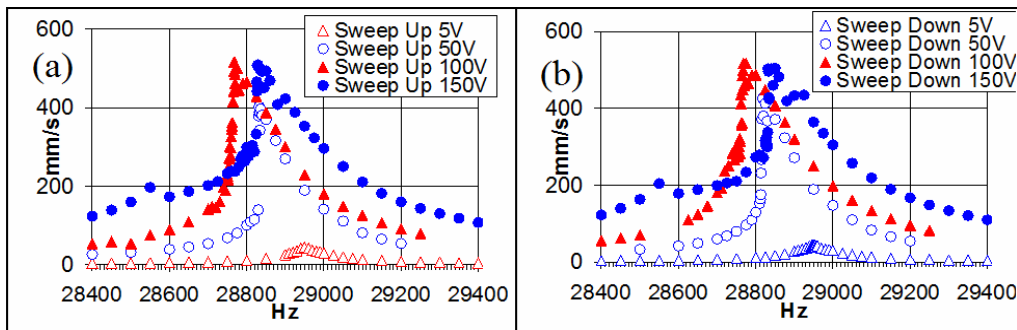 (a)
Sweep Up 5V
Sweep Up 50V
Sweep Up 100V
Sweep Up 150V
mm/s
600
400
200
0
28400 28600 28800 29000 29200 29400
Hz
(b)
Sweep Down 5V
Sweep Down 50V
Sweep Down 100V
Sweep Down 150V
mm/s
600
400
200
0
28400 28600 28800 29000 29200 29400
Hz